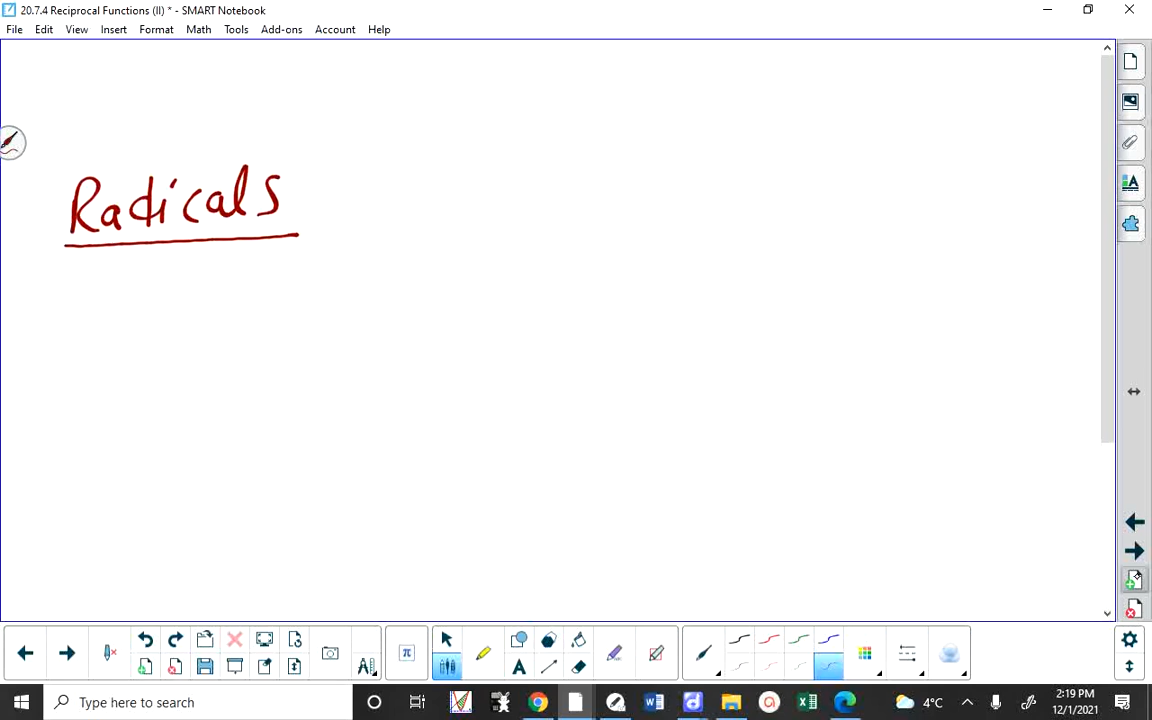 20.7.4 Reciprocal Functions (II) * - SMART Notebook
File Edit View Insert Format Math Tools Add-ons Account Help
Radicals
Type here to search
4°C
2:19 PM
12/1/2021